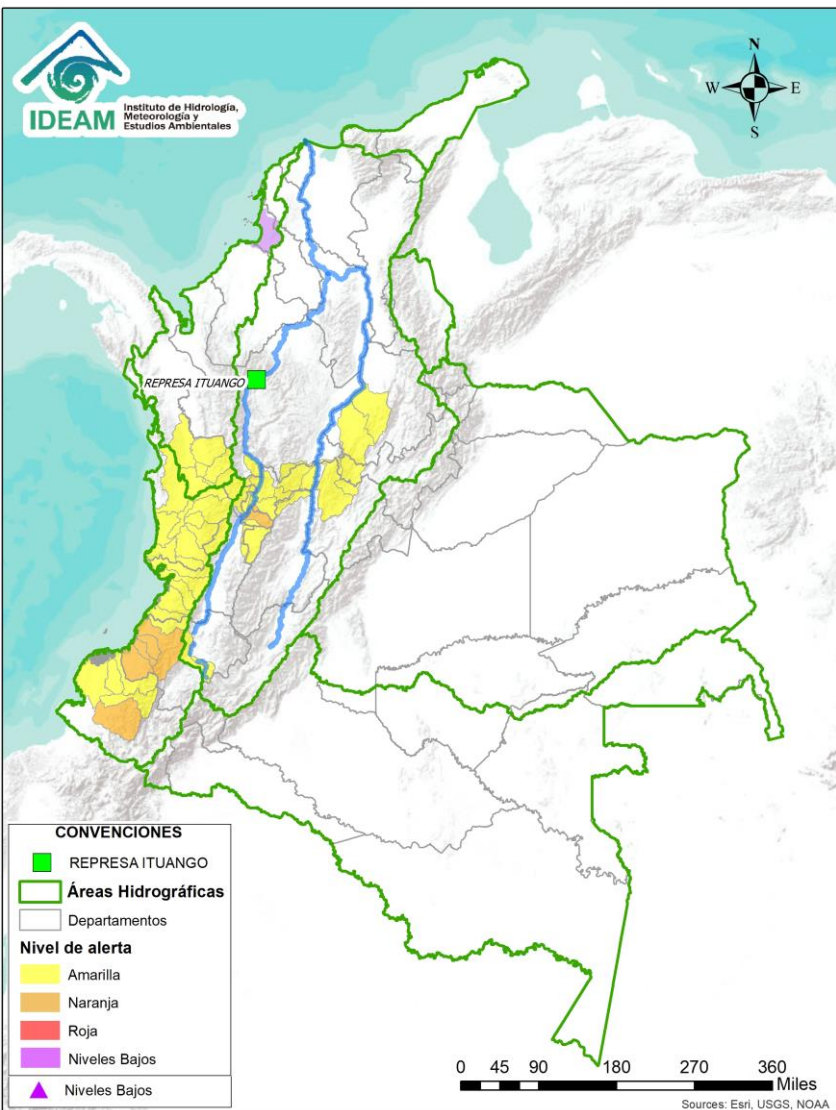 IDEAM
Instituto de Hidrología,
Meteorología y
Estudios Ambientales
N
W
E
S
REPRESA ITUANGO
CONVENCIONES
REPRESA ITUANGO
Áreas Hidrográficas
Departamentos
Nivel de alerta
Amarilla
Naranja
Roja
Niveles Bajos
Niveles Bajos
0 45 90 180 270 360
Miles
Sources: Esri, USGS, NOAA